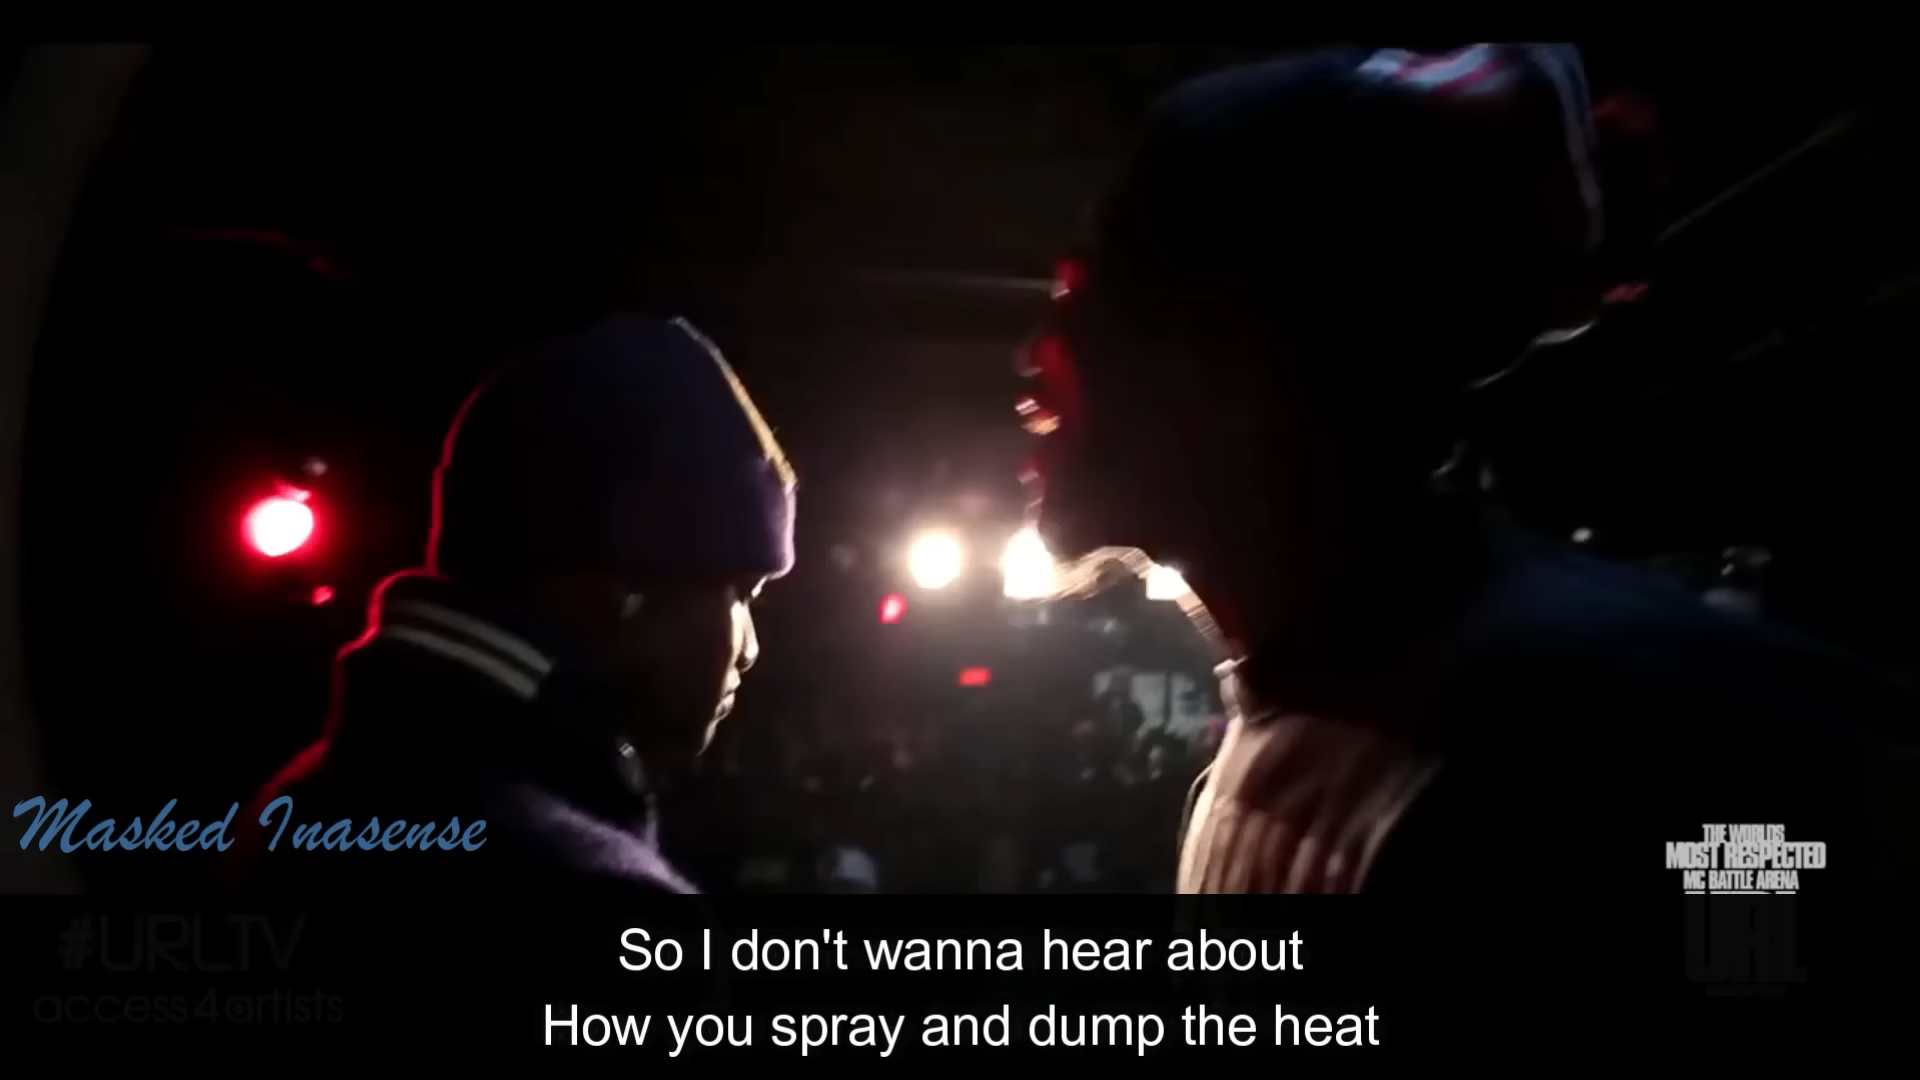 Masked Inasense
THE WORLDS
MOST RESPECTED
MC BATTLE ARENA
URL
#URLTV
access4artists
So I don't wanna hear about
How you spray and dump the heat